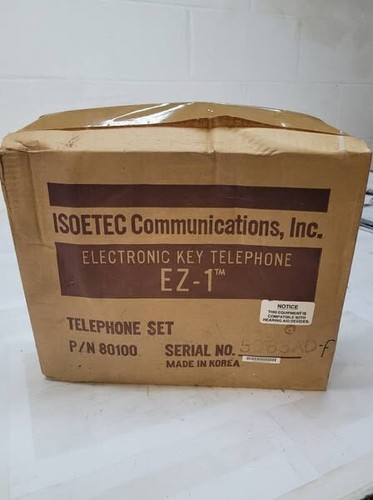 ISOETEC Communications, Inc.
ELECTRONIC KEY TELEPHONE
EZ-1™
NOTICE
THIS EQUIPMENT IS
COMPATIBLE WITH
HEARING AID DEVICES.
TELEPHONE SET
P/N 80100 SERIAL NO.
MADE IN KOREA